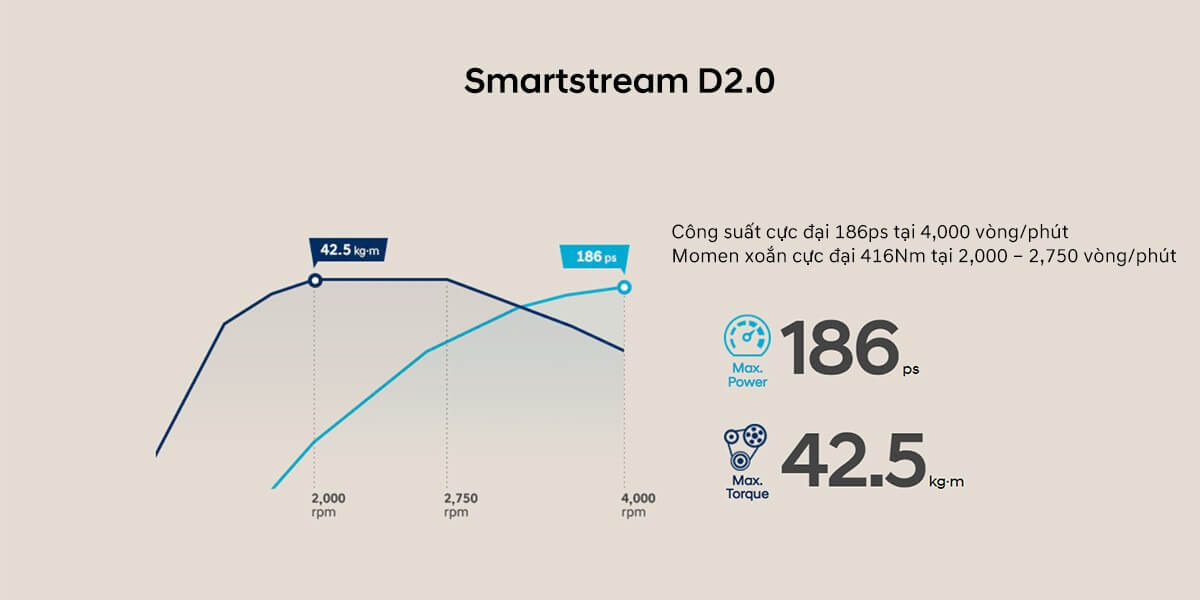 Smartstream D2.0
42.5 kg·m
186 ps
2,000
rpm
2,750
rpm
4,000
rpm
Công suất cực đại 186ps tại 4,000 vòng/phút
Momen xoắn cực đại 416Nm tại 2,000 – 2,750 vòng/phút
Max.
Power
186 ps
Max.
Torque
42.5 kg·m